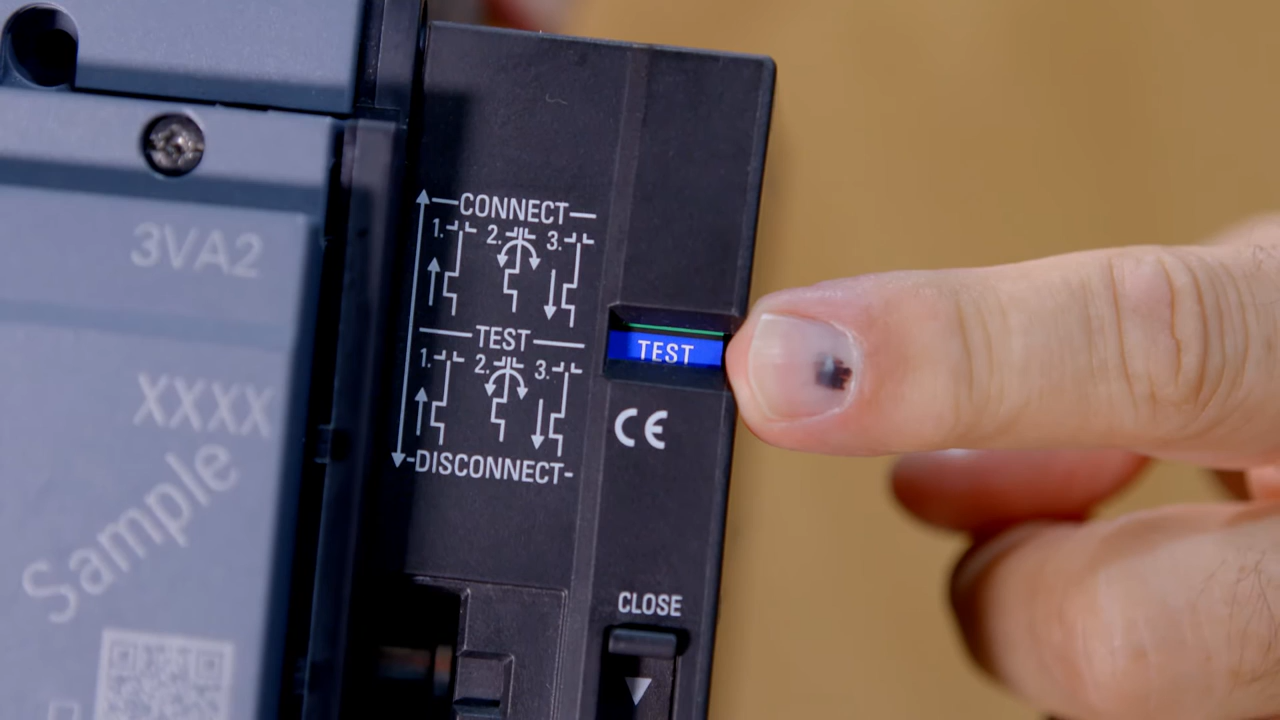 3VA2
XXXX
Sample
CONNECT
1. 2. 3.
TEST
1. 2. 3.
DISCONNECT
TEST
CE
CLOSE